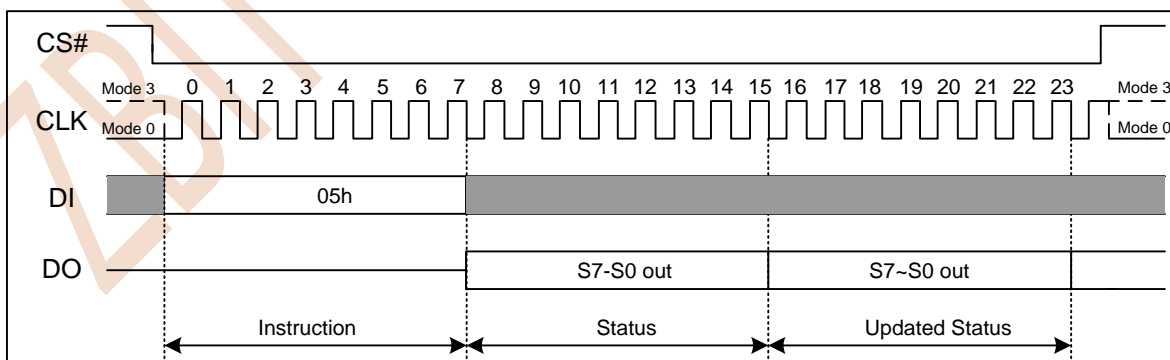 CS#
Mode 3 0 1 2 3 4 5 6 7 8 9 10 11 12 13 14 15 16 17 18 19 20 21 22 23 Mode 3
CLK
Mode 0 Mode 0
DI 05h
DO S7-S0 out S7~S0 out
Instruction Status Updated Status